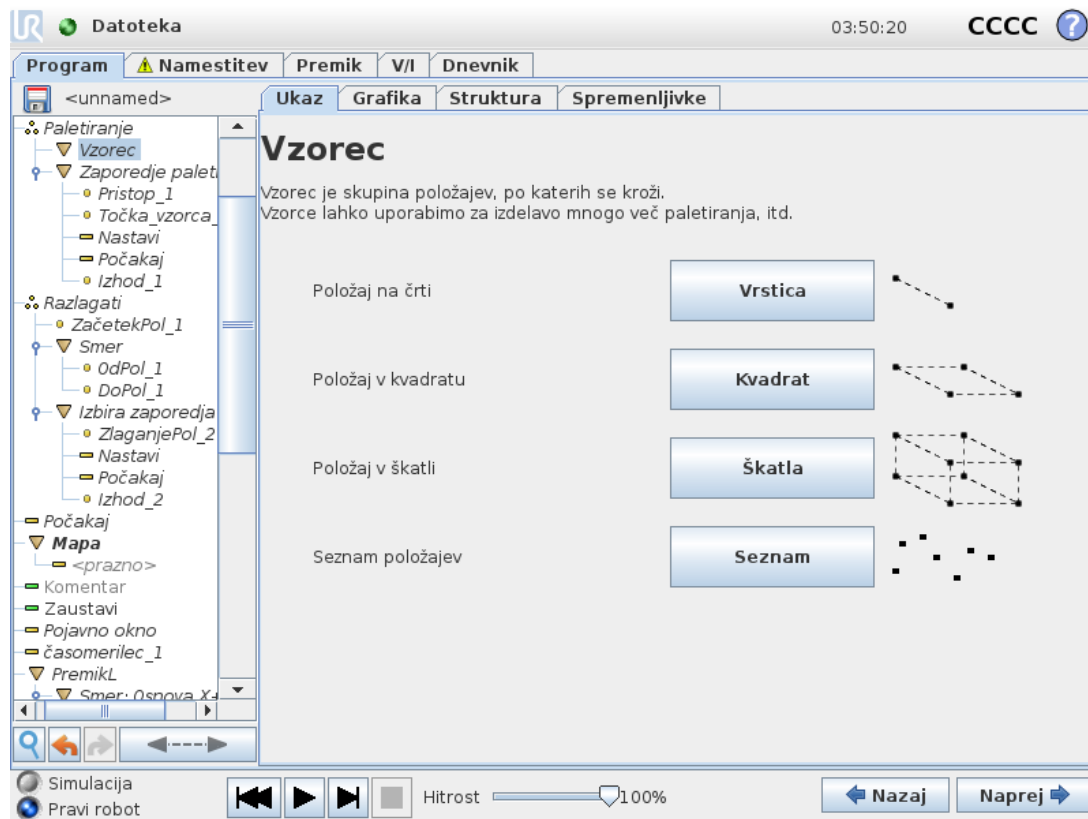 Datoteka 03:50:20 CCCC ?
Program Namestitev Premik V/I Dnevnik
<unnamed>
Ukaz Grafika Struktura Spremenljivke
Paletiranje
Vzorec
Zaporedje paleti
Pristop_1
Točka_vzorca_
Nastavi
Počakaj
Izhod_1
Razlagati
ZačetekPol_1
Smer
OdPol_1
DoPol_1
Izbira zaporedja
ZlaganjePol_2
Nastavi
Počakaj
Izhod_2
Počakaj
Mapa
<prazno>
Komentar
Zaustavi
Pojavno okno
časomerilec_1
PremikL
Smer: Osnova X+
Vzorec
Vzorec je skupina položajev, po katerih se kroži.
Vzorce lahko uporabimo za izdelavo mnogo več paletiranja, itd.
Položaj na črti Vrstica
Položaj v kvadratu Kvadrat
Položaj v škatli Škatla
Seznam položajev Seznam
Simulacija
Pravi robot
Hitrost 100%
Nazaj Naprej